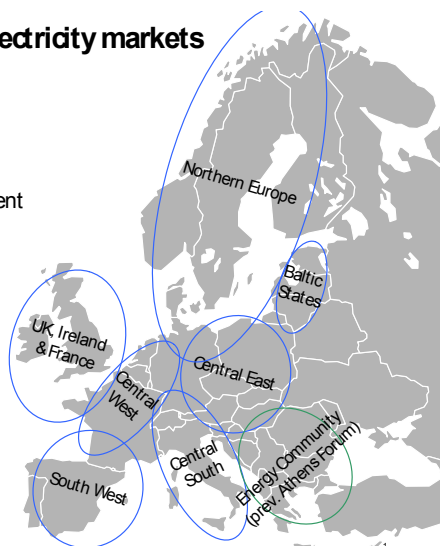 ectricity markets
ent
Northern Europe
Baltic
States
UK, Ireland
& France
Central East
Central
West
Central
South
Energy Community
(prev. Athens Forum)
South West